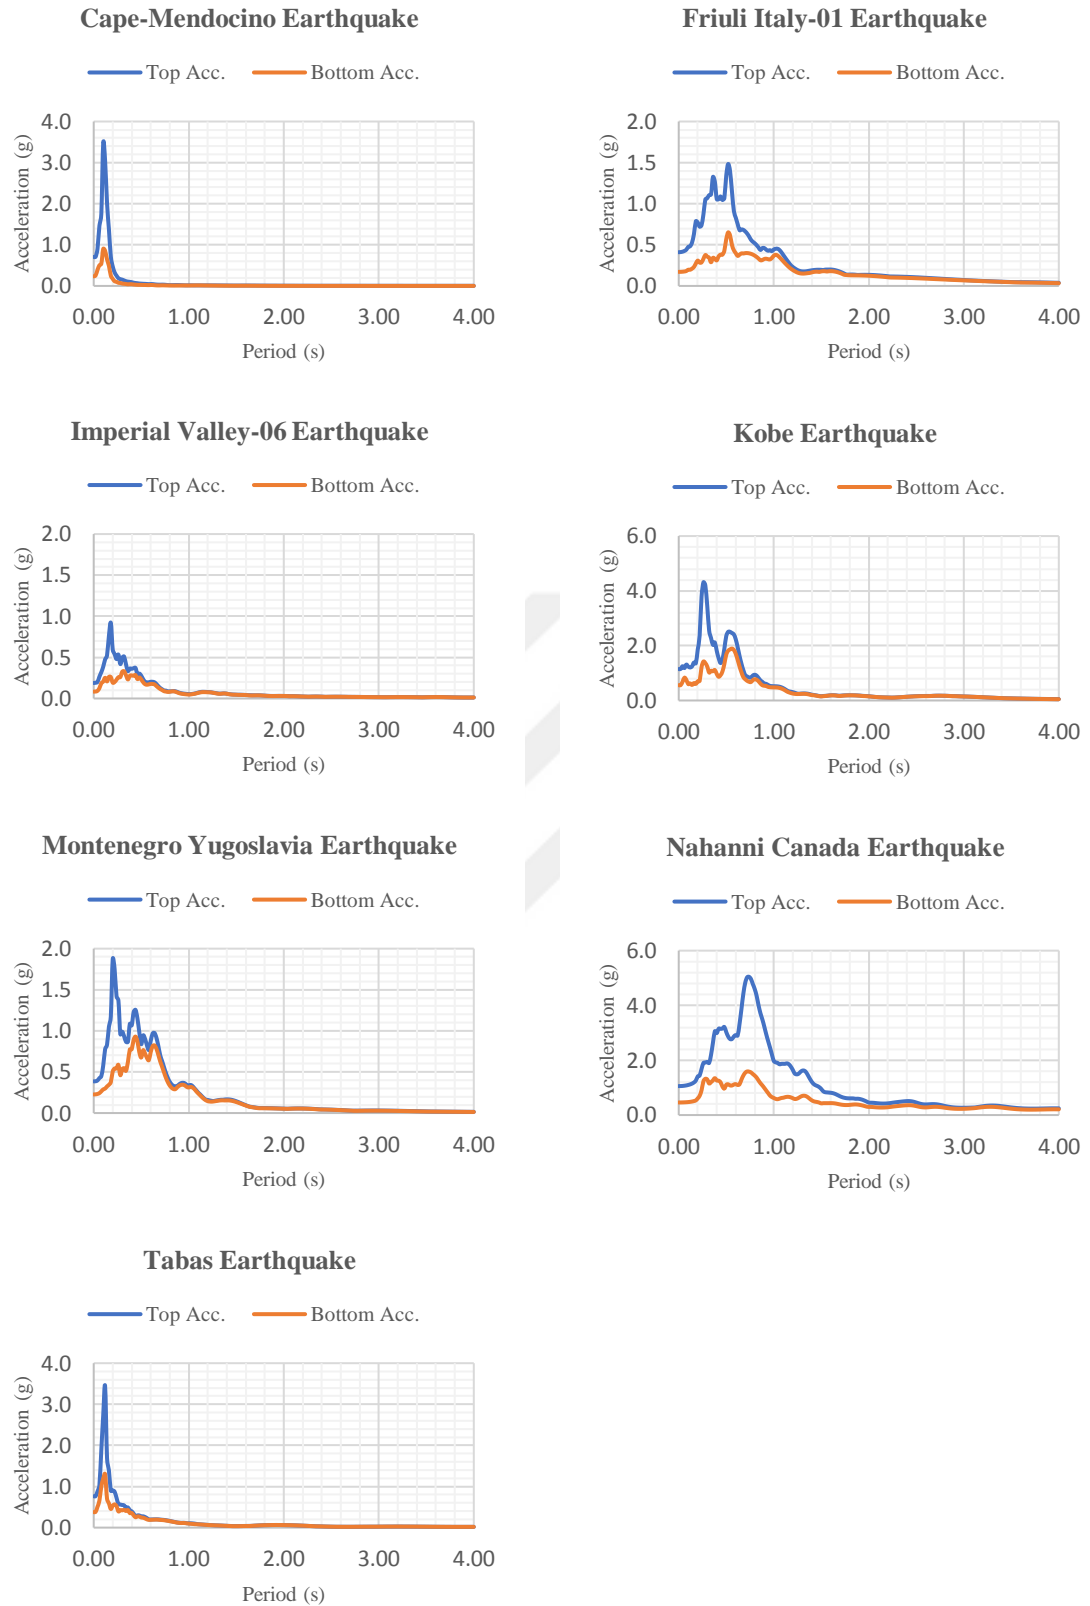 Cape-Mendocino Earthquake
Top Acc. Bottom Acc.
Acceleration (g)
4.0
3.0
2.0
1.0
0.0
0.00 1.00 2.00 3.00 4.00
Period (s)
Friuli Italy-01 Earthquake
Top Acc. Bottom Acc.
Acceleration (g)
2.0
1.5
1.0
0.5
0.0
0.00 1.00 2.00 3.00 4.00
Period (s)
Imperial Valley-06 Earthquake
Top Acc. Bottom Acc.
Acceleration (g)
2.0
1.5
1.0
0.5
0.0
0.00 1.00 2.00 3.00 4.00
Period (s)
Kobe Earthquake
Top Acc. Bottom Acc.
Acceleration (g)
6.0
4.0
2.0
0.0
0.00 1.00 2.00 3.00 4.00
Period (s)
Montenegro Yugoslavia Earthquake
Top Acc. Bottom Acc.
Acceleration (g)
2.0
1.5
1.0
0.5
0.0
0.00 1.00 2.00 3.00 4.00
Period (s)
Nahanni Canada Earthquake
Top Acc. Bottom Acc.
Acceleration (g)
6.0
4.0
2.0
0.0
0.00 1.00 2.00 3.00 4.00
Period (s)
Tabas Earthquake
Top Acc. Bottom Acc.
Acceleration (g)
4.0
3.0
2.0
1.0
0.0
0.00 1.00 2.00 3.00 4.00
Period (s)